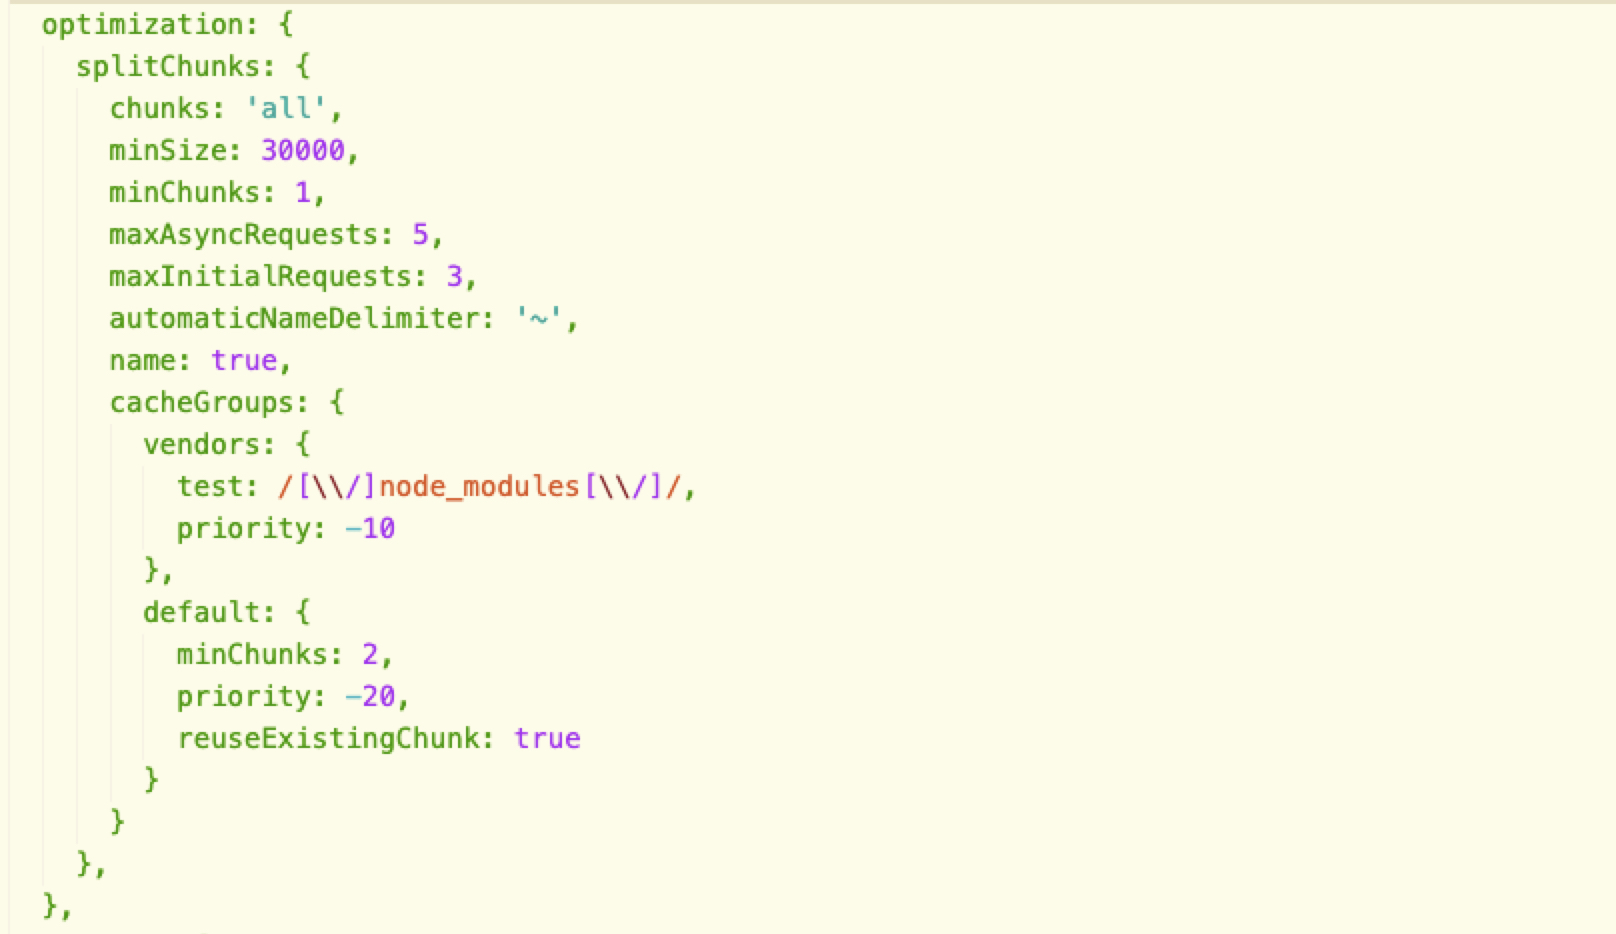 optimization: {
  splitChunks: {
    chunks: 'all',
    minSize: 30000,
    minChunks: 1,
    maxAsyncRequests: 5,
    maxInitialRequests: 3,
    automaticNameDelimiter: '~',
    name: true,
    cacheGroups: {
      vendors: {
        test: /[\\/]node_modules[\\/]/,
        priority: -10
      },
      default: {
        minChunks: 2,
        priority: -20,
        reuseExistingChunk: true
      }
    }
  },
},